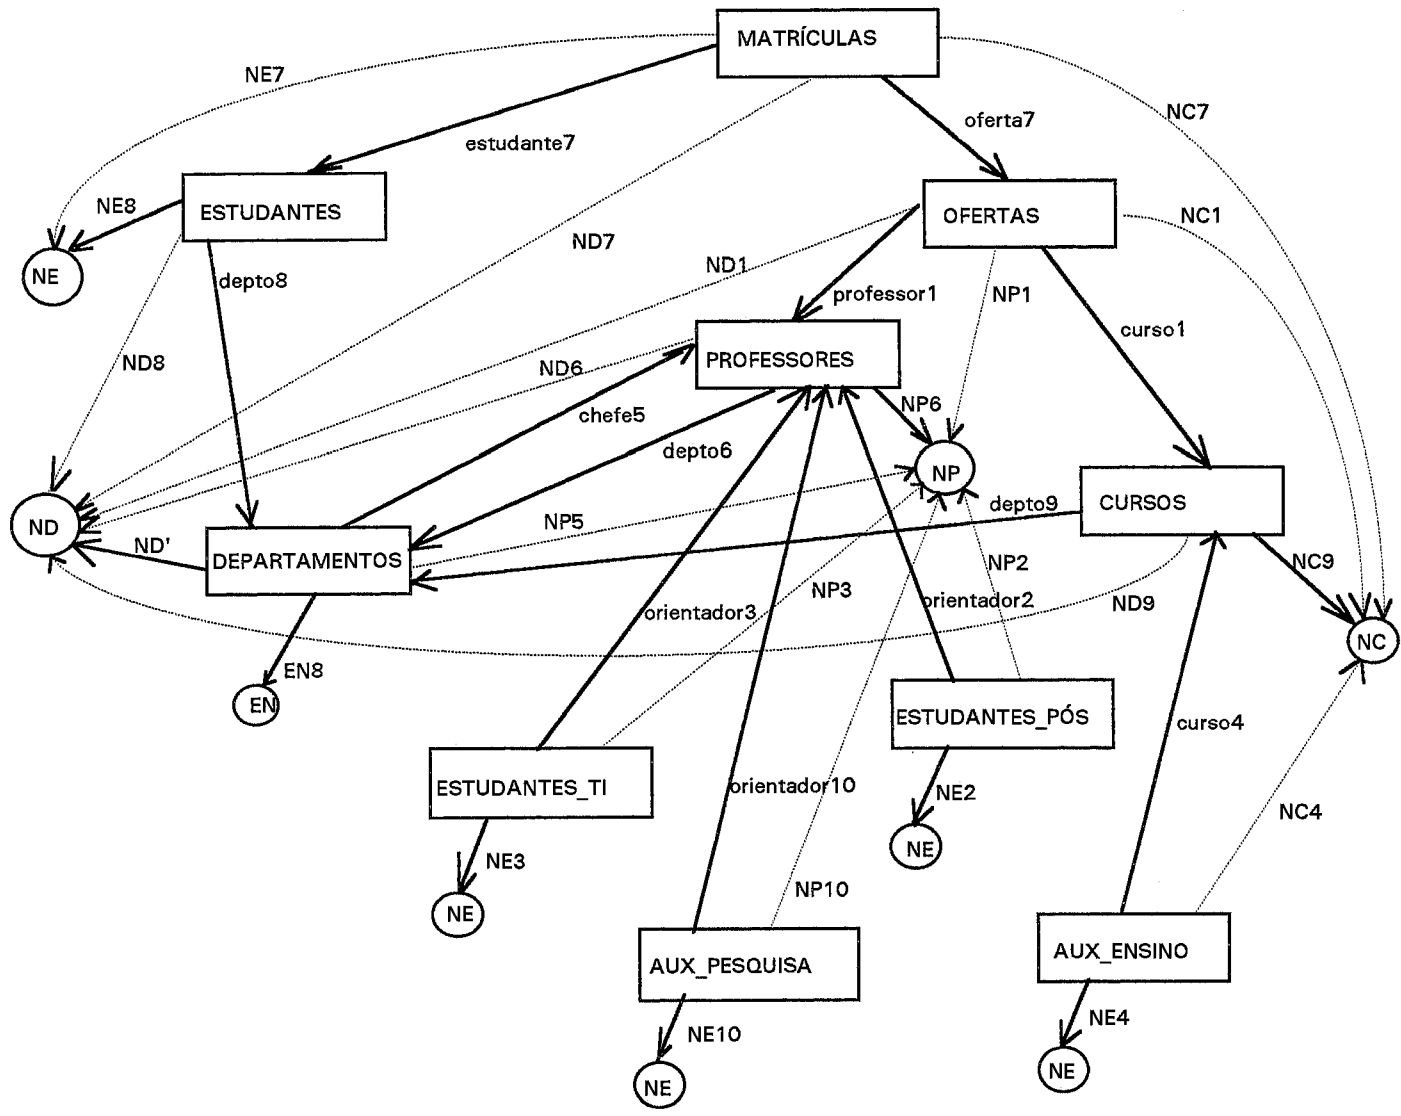 MATRÍCULAS
NE7
NC7
oferta7
estudante7
NE8
ESTUDANTES
OFERTAS
NC1
ND7
ND1
NE
depto8
professor1
NP1
curso1
ND8
ND6
PROFESSORES
chefe5
NP6
depto6
NP
ND
NP5
depto9
CURSOS
ND'
DEPARTAMENTOS
NP2
NC9
NP3
orientador3
orientador2
ND9
NC
EN8
EN
ESTUDANTES_PÓS
curso4
ESTUDANTES_TI
orientador10
NE2
NC4
NE
NE3
NP10
NE
AUX_PESQUISA
AUX_ENSINO
NE10
NE4
NE
NE